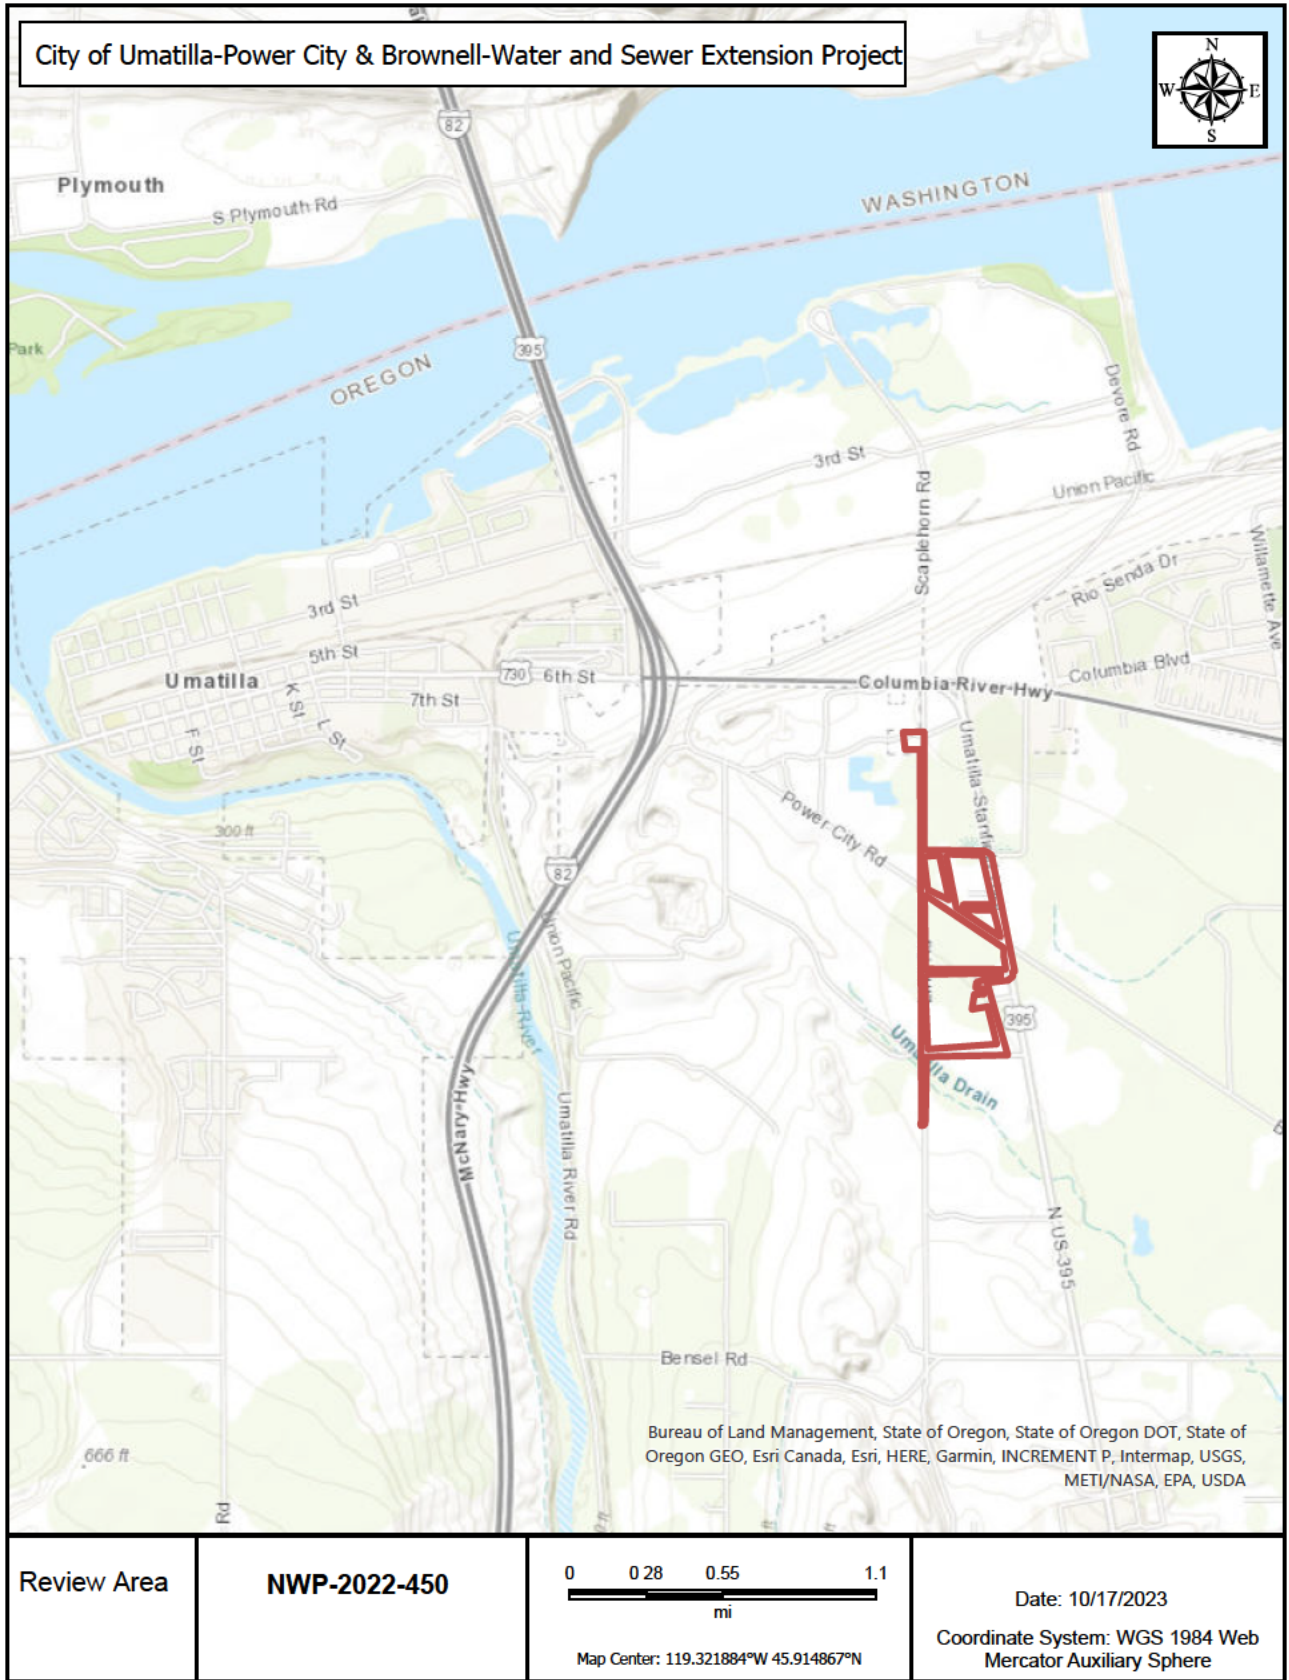 City of Umatilla-Power City & Brownell-Water and Sewer Extension Project
N
W
E
S
82
Plymouth
S Plymouth Rd
WASHINGTON
Park
395
OREGON
Devore Rd
3rd St
Scaplehorn Rd
Union Pacific
Willamette Ave
Rio Senda Dr
3rd St
5th St
Umatilla
730
6th St
Columbia Blvd
K St
7th St
Columbia-River-Hwy
F St
L St
Umatilla-Stanfi
Power City Rd
300 ft
82
Union Pacific
Umatilla-River
395
Umatilla Drain
McNary-Hwy
Umatilla River Rd
N US-395
Bensel Rd
666 ft
Rd
Bureau of Land Management, State of Oregon, State of Oregon DOT, State of
Oregon GEO, Esri Canada, Esri, HERE, Garmin, INCREMENT P, Intermap, USGS,
METI/NASA, EPA, USDA
Review Area
NWP-2022-450
0 0 28 0.55 1.1
mi
Map Center: 119.321884°W 45.914867°N
Date: 10/17/2023
Coordinate System: WGS 1984 Web
Mercator Auxiliary Sphere